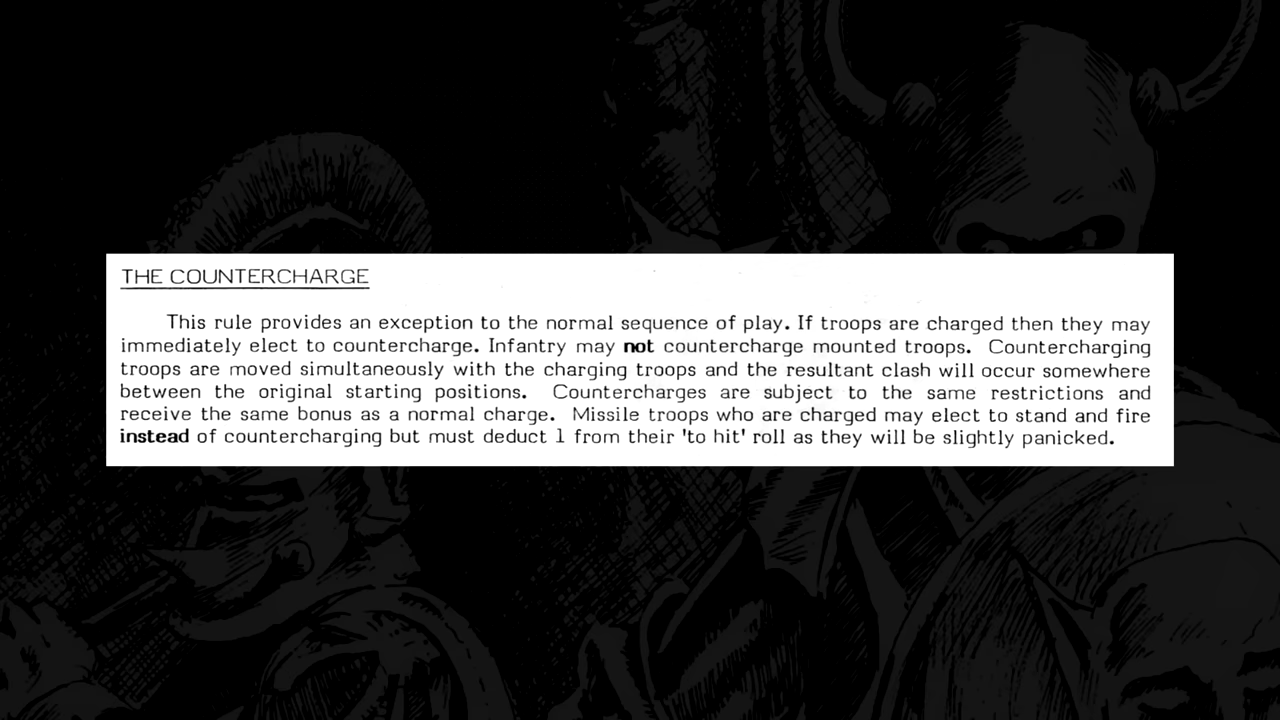 THE COUNTERCHARGE
This rule provides an exception to the normal sequence of play. If troops are charged then they may
immediately elect to countercharge. Infantry may not countercharge mounted troops. Countercharging
troops are moved simultaneously with the charging troops and the resultant clash will occur somewhere
between the original starting positions. Countercharges are subject to the same restrictions and
receive the same bonus as a normal charge. Missile troops who are charged may elect to stand and fire
instead of countercharging but must deduct 1 from their 'to hit' roll as they will be slightly panicked.